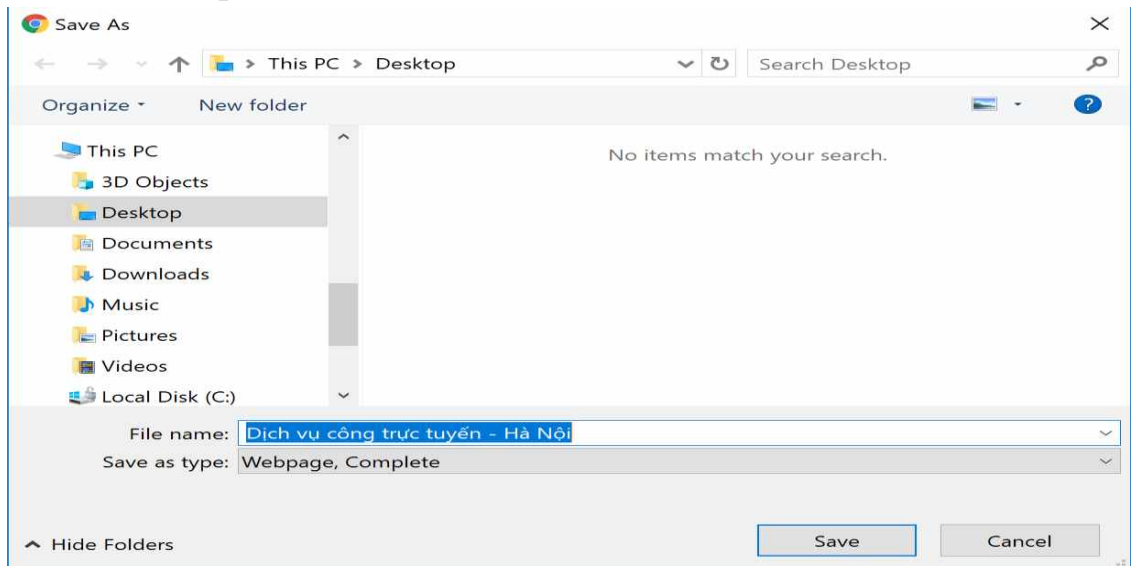 Save As
This PC > Desktop
Search Desktop
Organize
New folder
This PC
3D Objects
Desktop
Documents
Downloads
Music
Pictures
Videos
Local Disk (C:)
No items match your search.
File name: Dịch vụ công trực tuyến - Hà Nội
Save as type: Webpage, Complete
Hide Folders
Save
Cancel